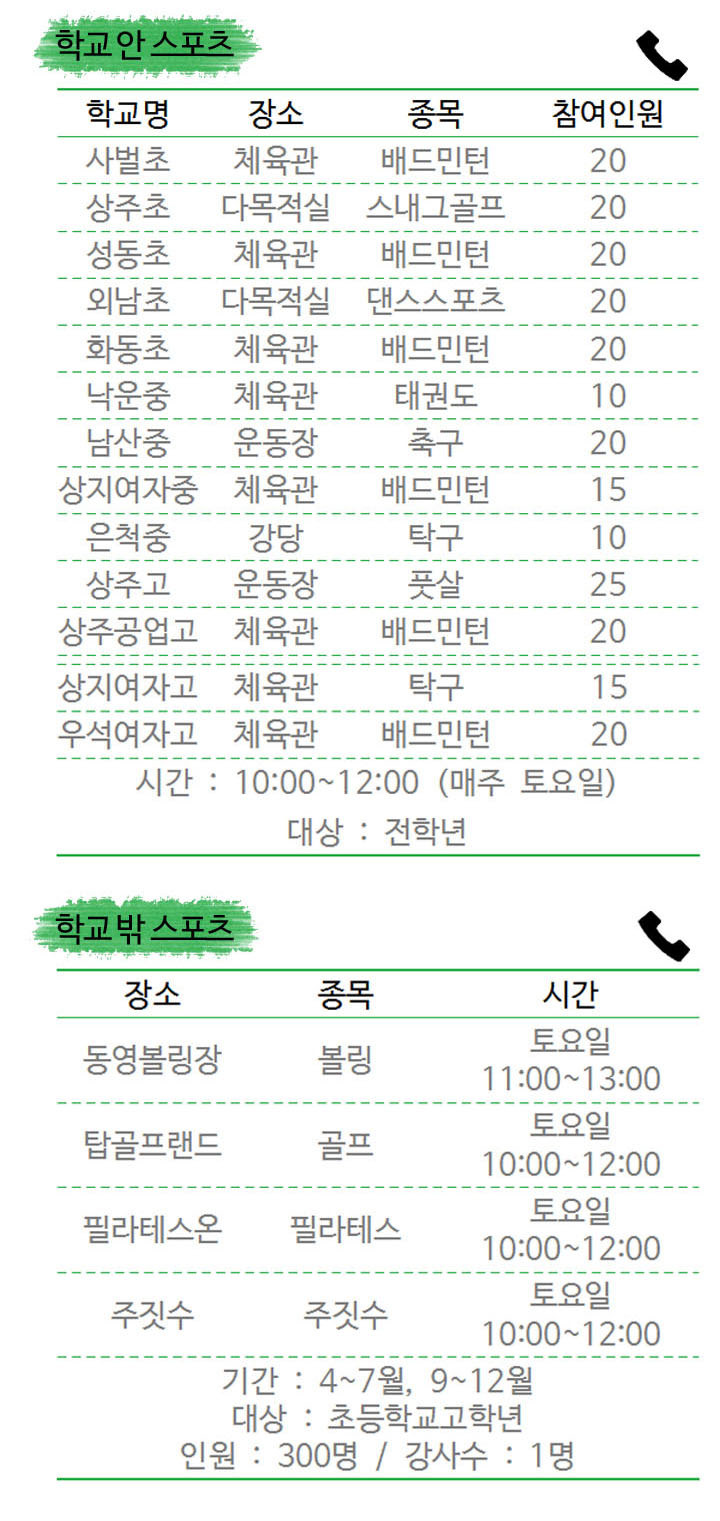 학교 안 스포츠
학교명 장소 종목 참여인원
사벌초 체육관 배드민턴 20
상주초 다목적실 스내그골프 20
성동초 체육관 배드민턴 20
외남초 다목적실 댄스스포츠 20
화동초 체육관 배드민턴 20
낙운중 체육관 태권도 10
남산중 운동장 축구 20
상지여자중 체육관 배드민턴 15
은척중 강당 탁구 10
상주고 운동장 풋살 25
상주공업고 체육관 배드민턴 20
상지여자고 체육관 탁구 15
우석여자고 체육관 배드민턴 20
시간 : 10:00~12:00 (매주 토요일)
대상 : 전학년
학교 밖 스포츠
장소 종목 시간
동영볼링장 볼링 토요일
11:00~13:00
탑골프랜드 골프 토요일
10:00~12:00
필라테스온 필라테스 토요일
10:00~12:00
주짓수 주짓수 토요일
10:00~12:00
기간 : 4~7월, 9~12월
대상 : 초등학교고학년
인원 : 300명 / 강사수 : 1명